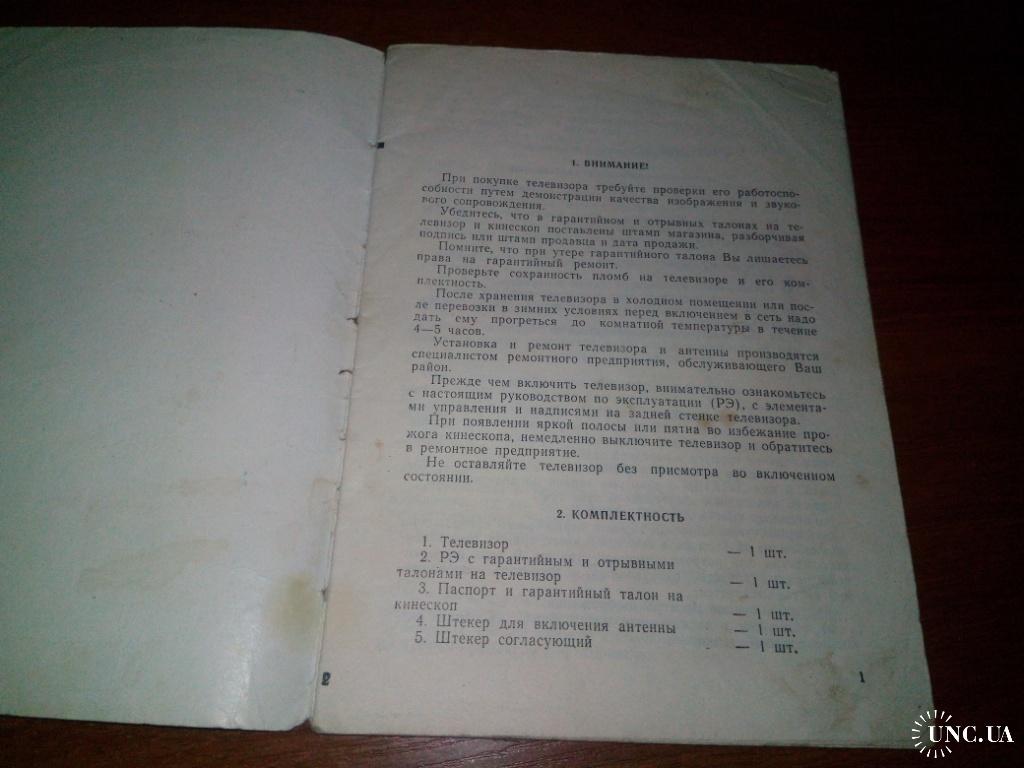 1. ВНИМАНИЕ!
При покупке телевизора требуйте проверки его работоспо-
собности путем демонстрации качества изображения и звуко-
вого сопровождения.
Убедитесь, что в гарантийном и отрывных талонах на те-
левизор и кинескоп поставлены штамп магазина, разборчивая
подпись или штамп продавца и дата продажи.
Помните, что при утере гарантийного талона Вы лишаетесь
права на гарантийный ремонт.
Проверьте сохранность пломб на телевизоре и его ком-
плектность.
После хранения телевизора в холодном помещении или пос-
ле перевозки в зимних условиях перед включением в сеть надо
дать ему прогреться до комнатной температуры в течение
4—5 часов.
Установка и ремонт телевизора и антенны производятся
специалистом ремонтного предприятия, обслуживающего Ваш
район.
Прежде чем включить телевизор, внимательно ознакомьтесь
с настоящим руководством по эксплуатации (РЭ), с элемента-
ми управления и надписями на задней стенке телевизора.
При появлении яркой полосы или пятна во избежание про-
жога кинескопа, немедленно выключите телевизор и обратитесь
в ремонтное предприятие.
Не оставляйте телевизор без присмотра во включенном
состоянии.
2. КОМПЛЕКТНОСТЬ
1. Телевизор — 1 шт.
2. РЭ с гарантийным и отрывными
талонами на телевизор — 1 шт.
3. Паспорт и гарантийный талон на
кинескоп — 1 шт.
4. Штекер для включения антенны — 1 шт.
5. Штекер согласующий — 1 шт.
2
1
UNC.UA